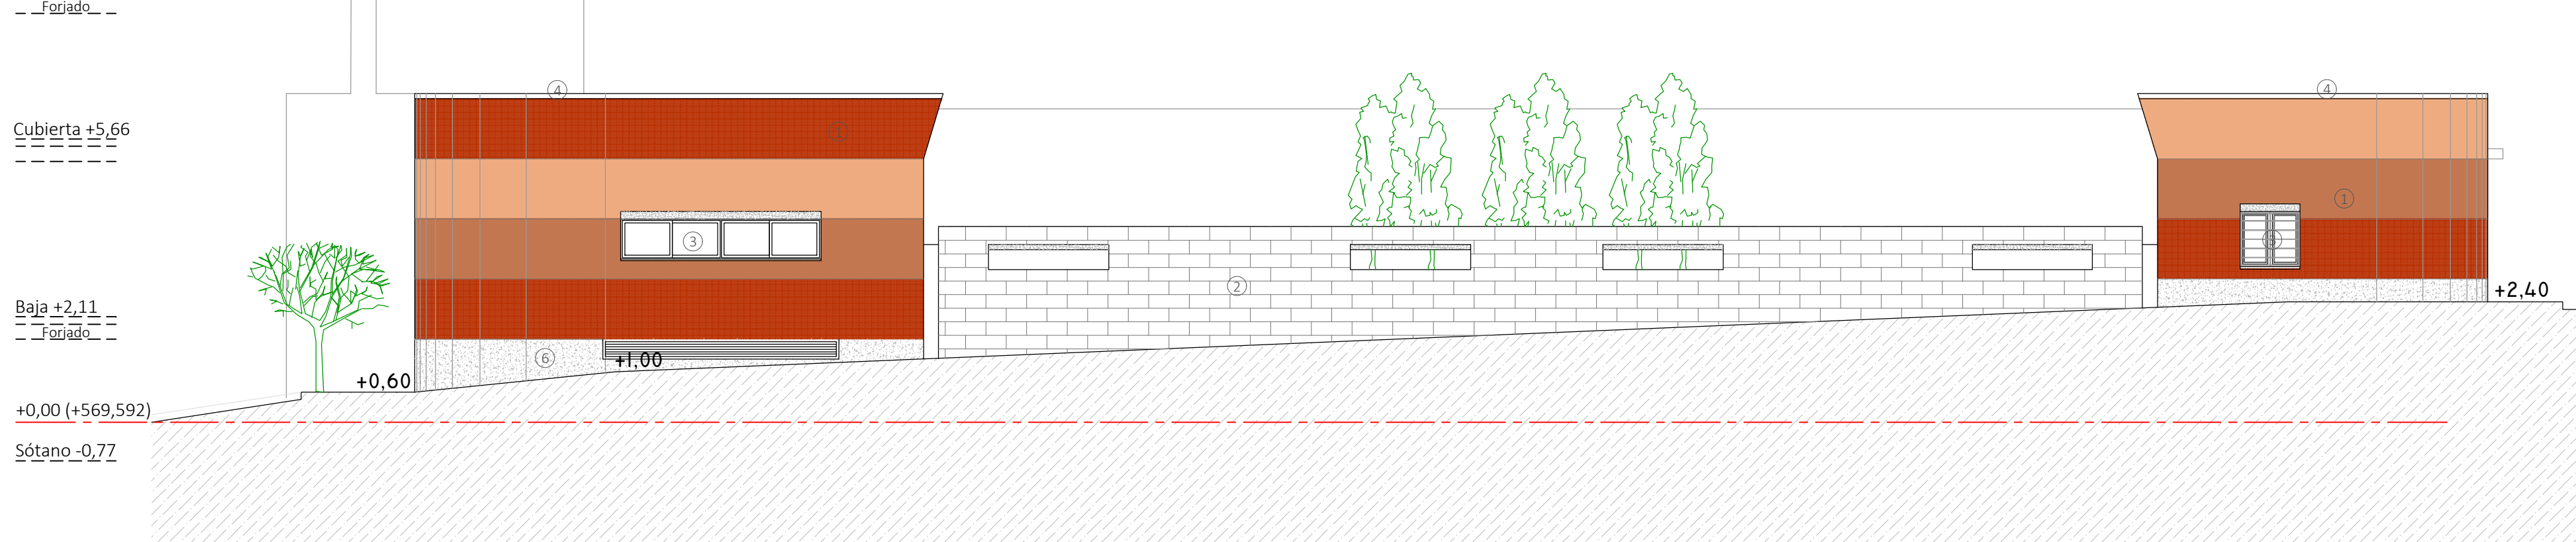 Forjado
4
4
Cubierta +5,66
1
3
5
2
+2,40
Baja +2,11
Forjado
6
+1,00
+0,60
+0,00 (+569,592)
Sótano -0,77